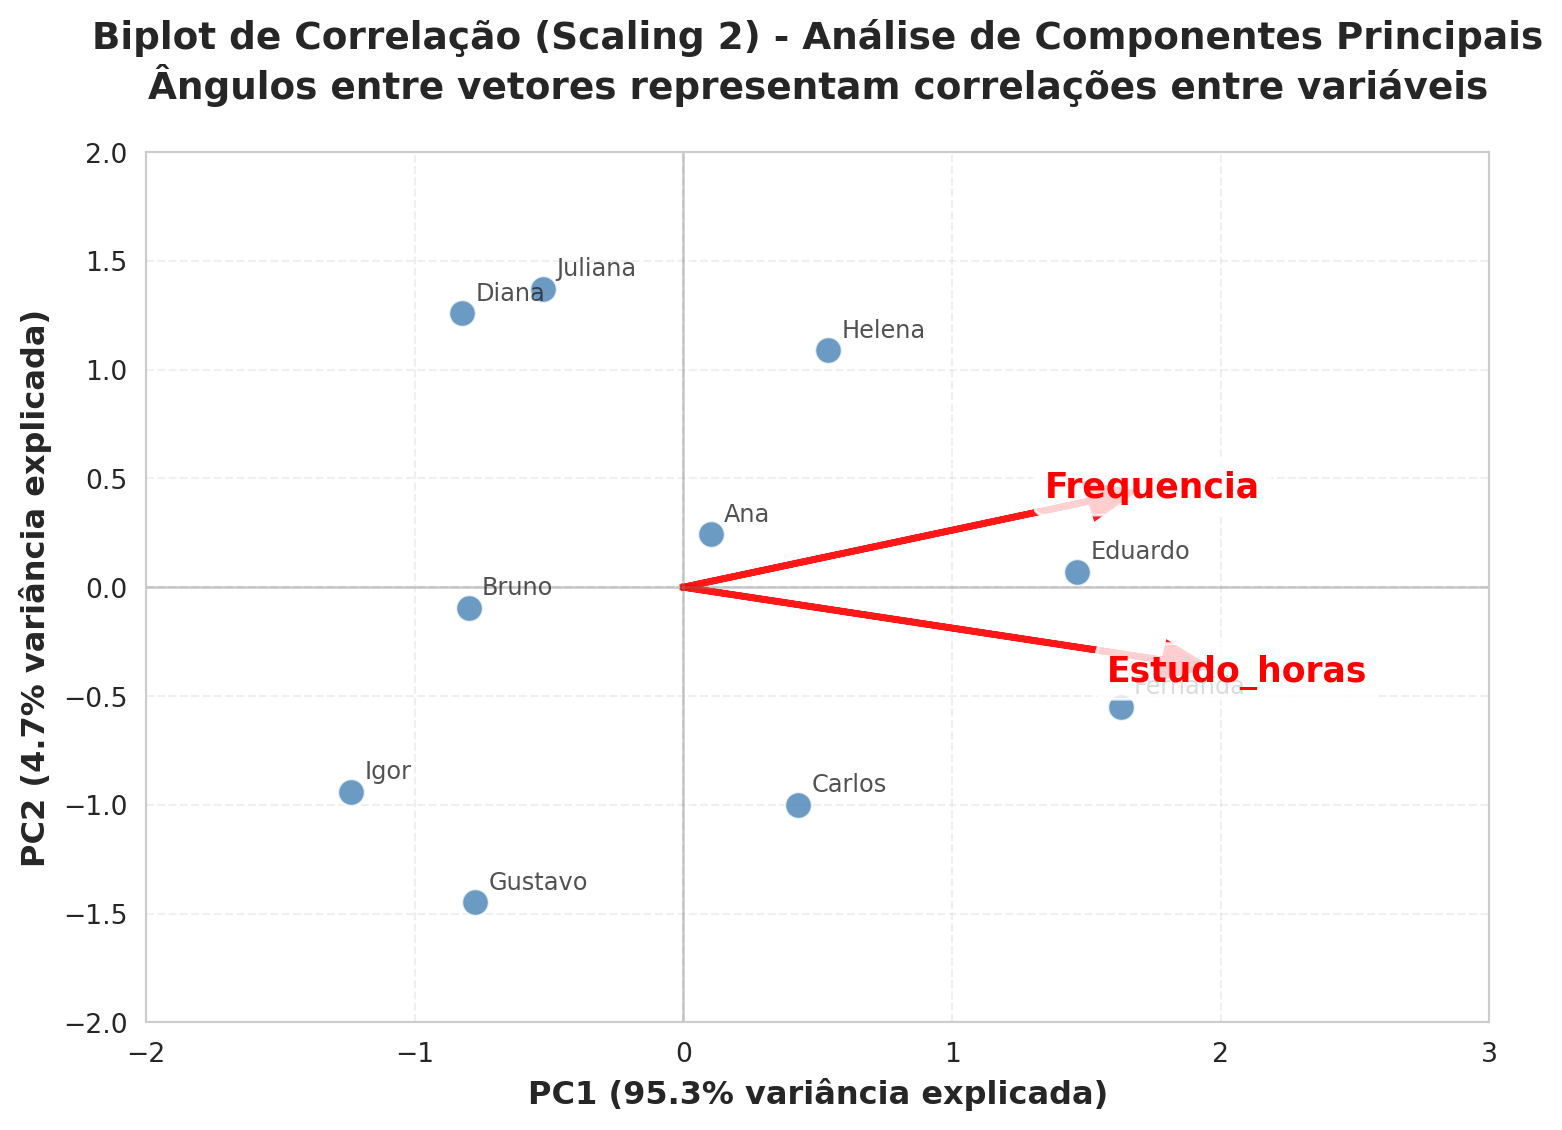 Biplot de Correlação (Scaling 2) - Análise de Componentes Principais
Ângulos entre vetores representam correlações entre variáveis
PC2 (4.7% variância explicada)
2.0
1.5
1.0
0.5
0.0
−0.5
−1.0
−1.5
−2.0
Juliana
Diana
Helena
Frequencia
Ana
Eduardo
Bruno
Estudo_horas
Fernanda
Igor
Carlos
Gustavo
−2
−1
0
1
2
3
PC1 (95.3% variância explicada)